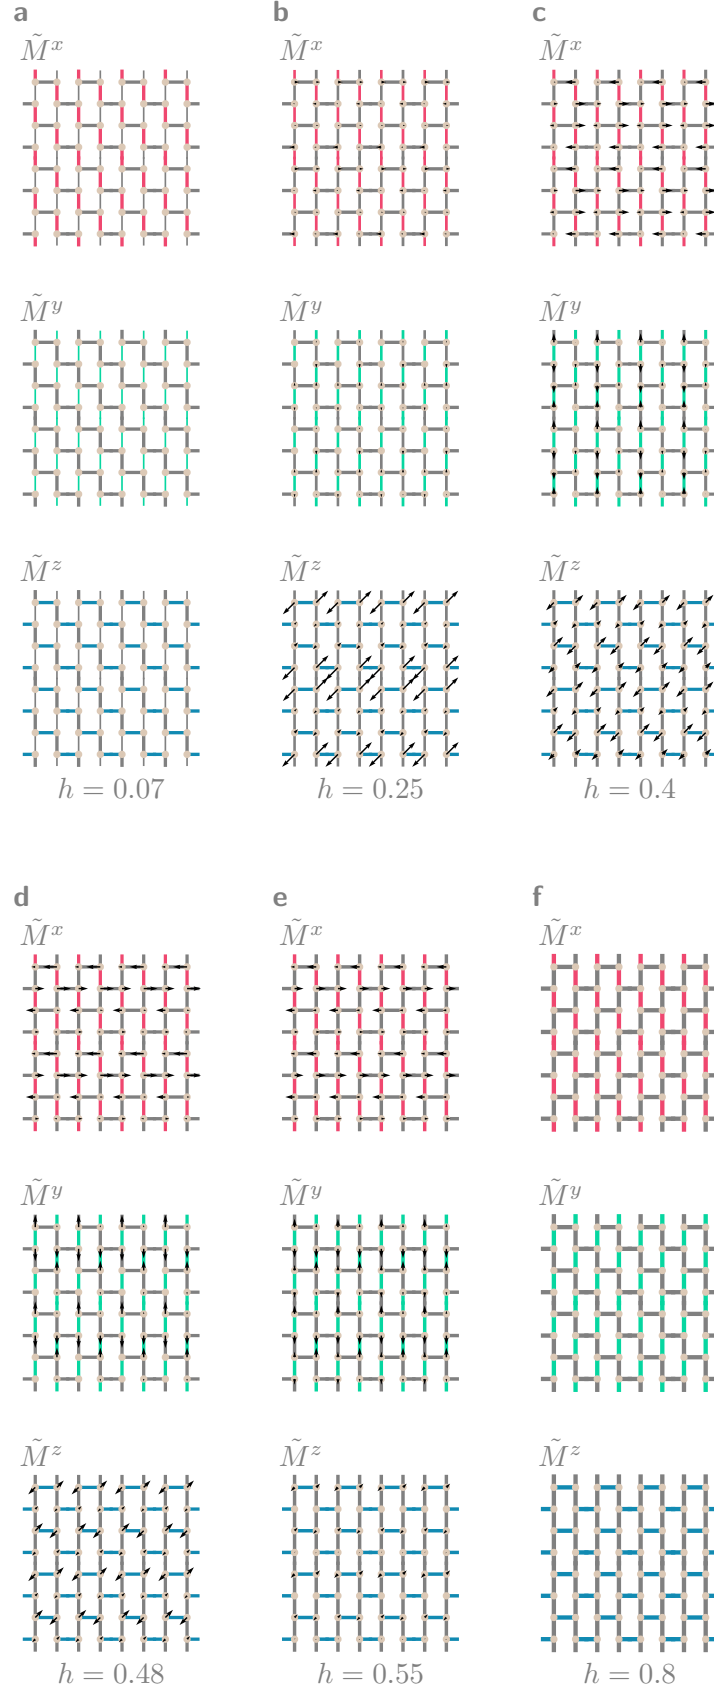 a b c
M̃ˣ M̃ˣ M̃ˣ
M̃ʸ M̃ʸ M̃ʸ
M̃ᶻ M̃ᶻ M̃ᶻ
h = 0.07 h = 0.25 h = 0.4
d e f
M̃ˣ M̃ˣ M̃ˣ
M̃ʸ M̃ʸ M̃ʸ
M̃ᶻ M̃ᶻ M̃ᶻ
h = 0.48 h = 0.55 h = 0.8